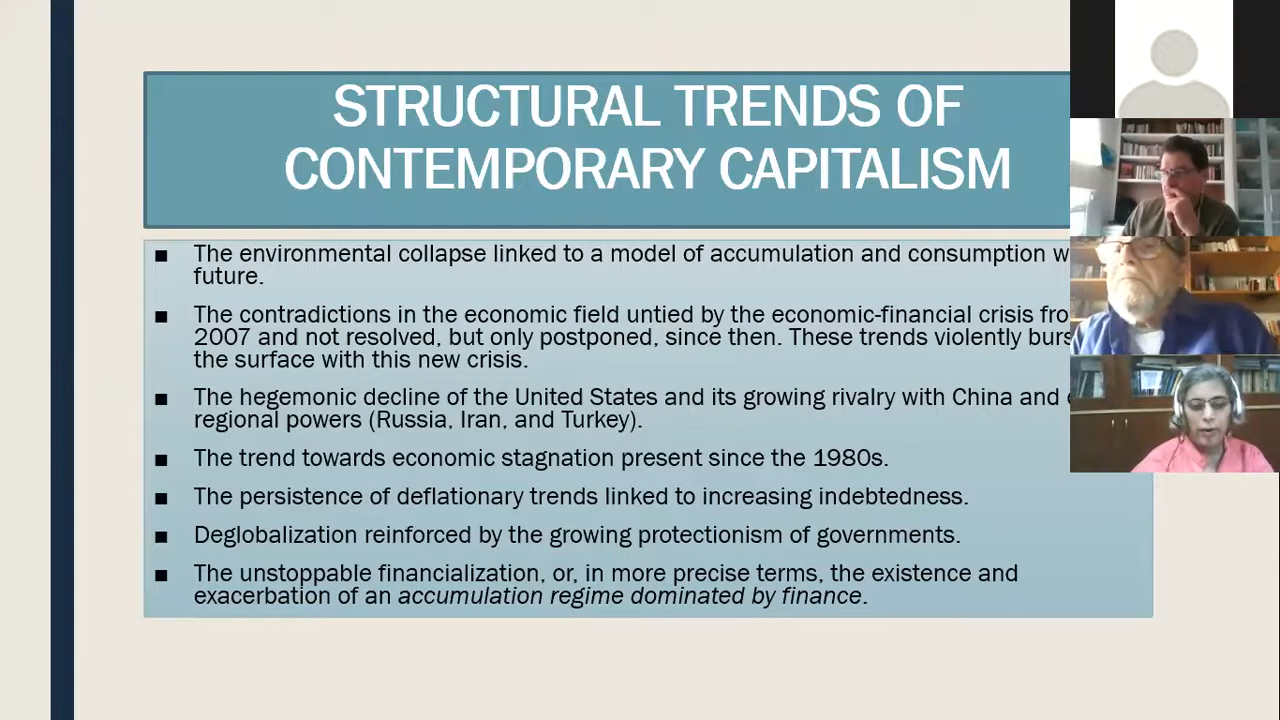 STRUCTURAL TRENDS OF
CONTEMPORARY CAPITALISM
■ The environmental collapse linked to a model of accumulation and consumption
future.
■ The contradictions in the economic field untied by the economic-financial crisis
2007 and not resolved, but only postponed, since then. These trends violently
the surface with this new crisis.
■ The hegemonic decline of the United States and its growing rivalry with China and
regional powers (Russia, Iran, and Turkey).
■ The trend towards economic stagnation present since the 1980s.
■ The persistence of deflationary trends linked to increasing indebtedness.
■ Deglobalization reinforced by the growing protectionism of governments.
■ The unstoppable financialization, or, in more precise terms, the existence and
exacerbation of an accumulation regime dominated by finance.